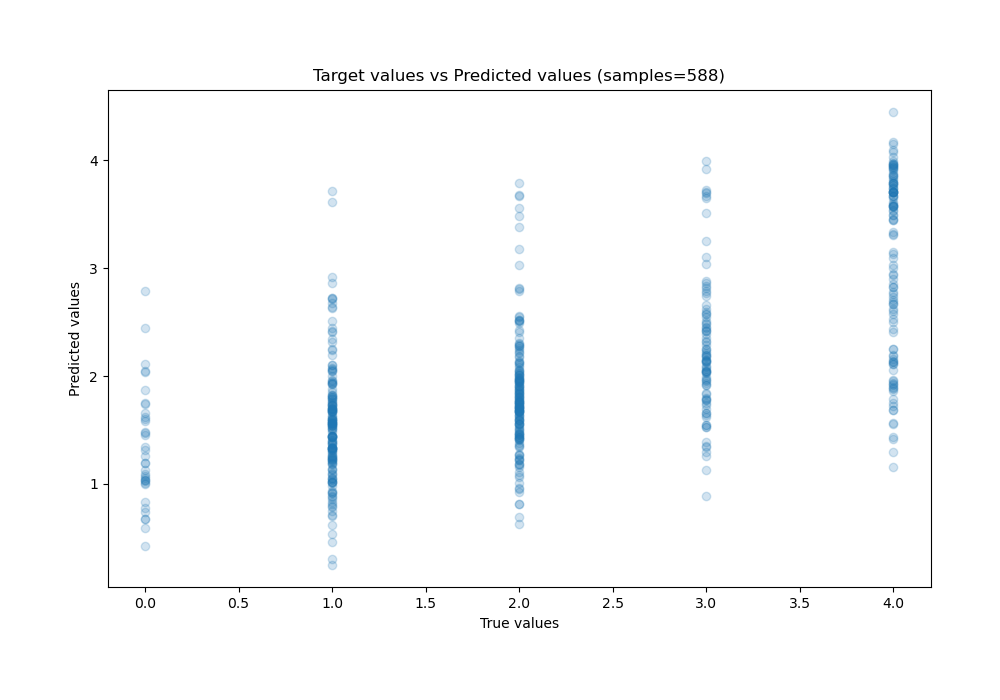 Target values vs Predicted values (samples=588)
4
3
2
1
Predicted values
0.0 0.5 1.0 1.5 2.0 2.5 3.0 3.5 4.0
True values